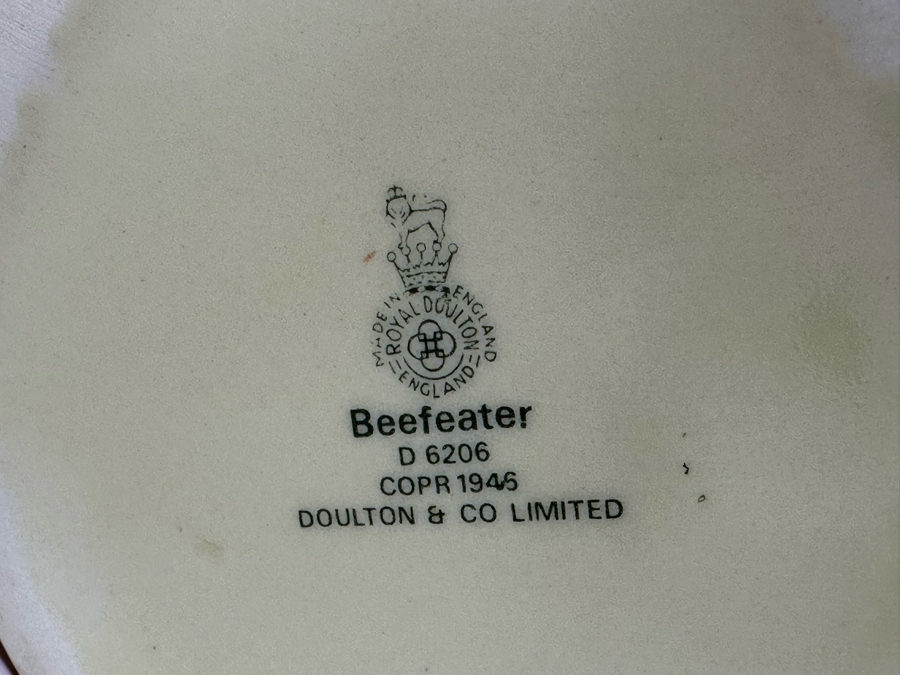 MADE IN ENGLAND
ROYAL DOULTON
ENGLAND
Beefeater
D 6206
COPR 1946
DOULTON & CO LIMITED